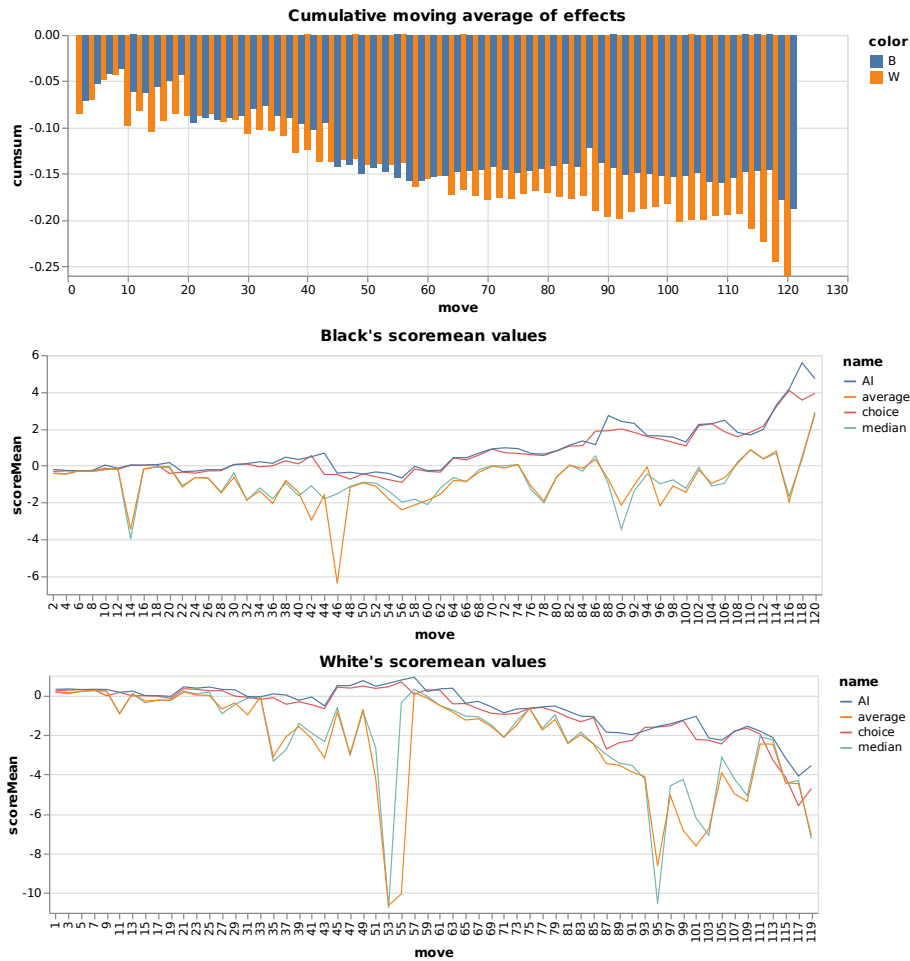 Cumulative moving average of effects
0.00
-0.05
-0.10
-0.15
-0.20
-0.25
cumsum
0 10 20 30 40 50 60 70 80 90 100 110 120 130
move
color
B
W
Black's scoremean values
6
4
2
0
-2
-4
-6
scoreMean
2 4 6 8 10 12 14 16 18 20 22 24 26 28 30 32 34 36 38 40 42 44 46 48 50 52 54 56 58 60 62 64 66 68 70 72 74 76 78 80 82 84 86 88 90 92 94 96 98 100 102 104 106 108 110 112 114 116 118 120
move
name
AI
average
choice
median
White's scoremean values
0
-2
-4
-6
-8
-10
scoreMean
1 3 5 7 9 11 13 15 17 19 21 23 25 27 29 31 33 35 37 39 41 43 45 47 49 51 53 55 57 59 61 63 65 67 69 71 73 75 77 79 81 83 85 87 89 91 93 95 97 99 101 103 105 107 109 111 113 115 117 119
move
name
AI
average
choice
median